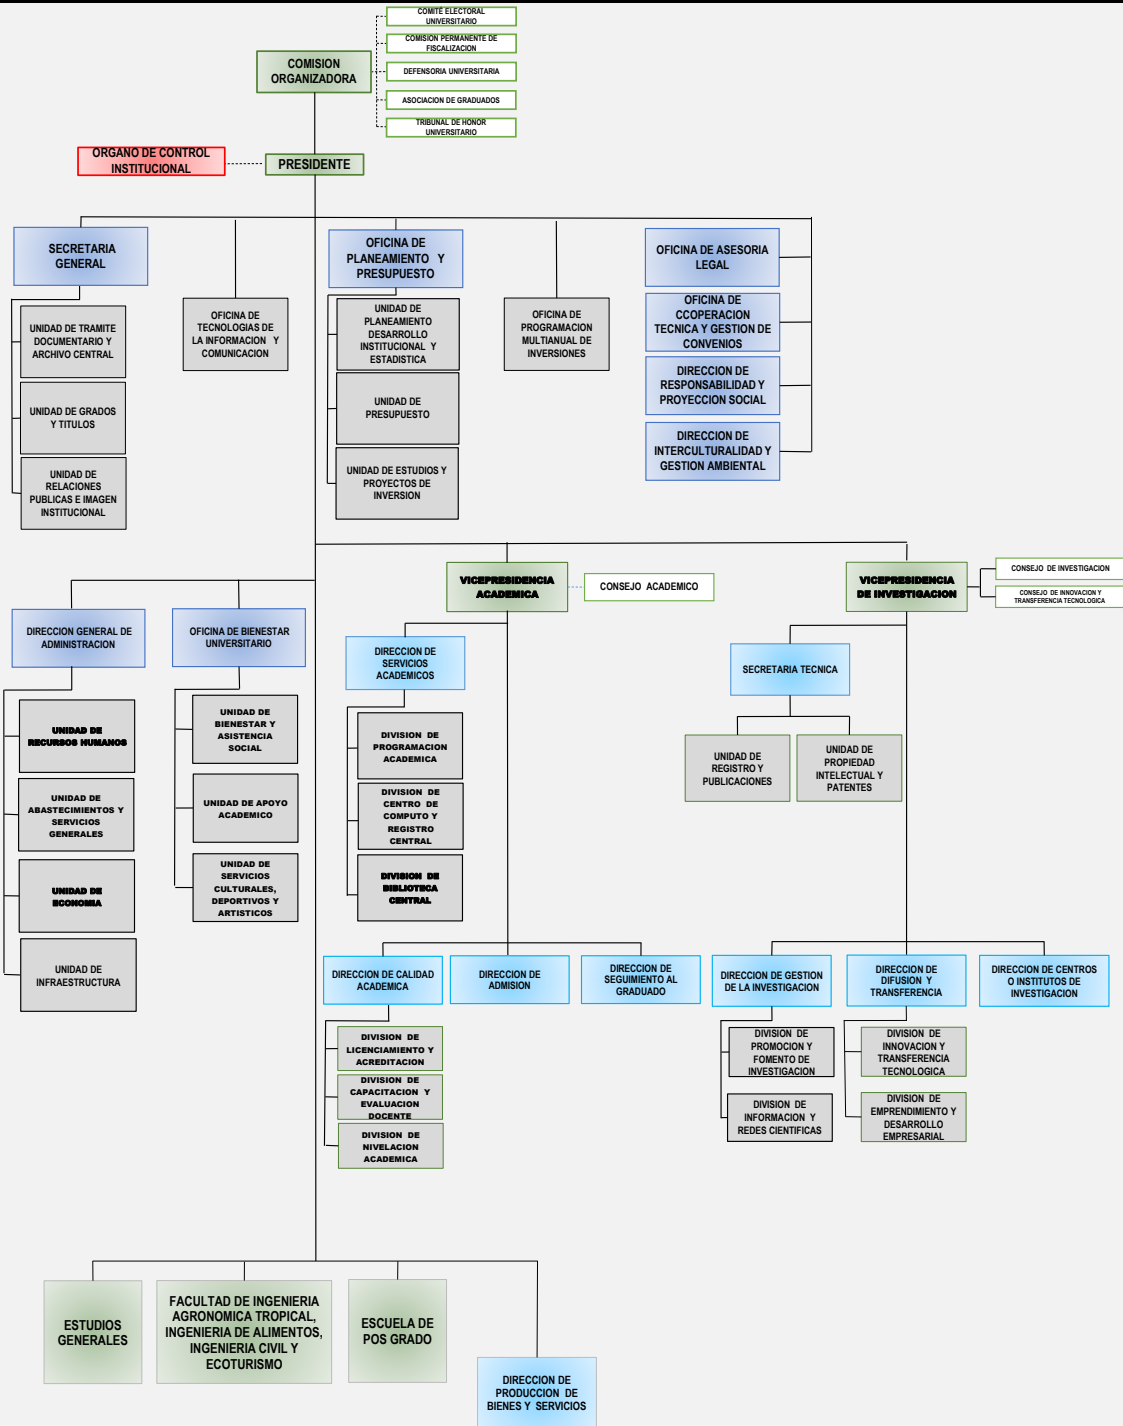 COMITÉ ELECTORAL
UNIVERSITARIO
COMISION PERMANENTE DE
FISCALIZACION
COMISION
ORGANIZADORA
DEFENSORIA UNIVERSITARIA
ASOCIACION DE GRADUADOS
TRIBUNAL DE HONOR
UNIVERSITARIO
ORGANO DE CONTROL
INSTITUCIONAL
PRESIDENTE
SECRETARIA
GENERAL
OFICINA DE
PLANEAMIENTO Y
PRESUPUESTO
OFICINA DE ASESORIA
LEGAL
UNIDAD DE TRAMITE
DOCUMENTARIO Y
ARCHIVO CENTRAL
OFICINA DE
TECNOLOGIAS DE
LA INFORMACION Y
COMUNICACION
UNIDAD DE
PLANEAMIENTO
DESARROLLO
INSTITUCIONAL Y
ESTADISTICA
OFICINA DE
PROGRAMACION
MULTIANUAL DE
INVERSIONES
OFICINA DE
CCOPERACION
TECNICA Y GESTION DE
CONVENIOS
UNIDAD DE GRADOS
Y TITULOS
UNIDAD DE
PRESUPUESTO
DIRECCION DE
RESPONSABILIDAD Y
PROYECCION SOCIAL
UNIDAD DE
RELACIONES
PUBLICAS E IMAGEN
INSTITUCIONAL
UNIDAD DE ESTUDIOS Y
PROYECTOS DE
INVERSION
DIRECCION DE
INTERCULTURALIDAD Y
GESTION AMBIENTAL
VICEPRESIDENCIA
ACADEMICA
CONSEJO ACADEMICO
VICEPRESIDENCIA
DE INVESTIGACION
CONSEJO DE INVESTIGACION
CONSEJO DE INNOVACION Y
TRANSFERENCIA TECNOLOGICA
DIRECCION GENERAL DE
ADMINISTRACION
OFICINA DE BIENESTAR
UNIVERSITARIO
DIRECCION DE
SERVICIOS
ACADEMICOS
SECRETARIA TECNICA
UNIDAD DE
RECURSOS HUMANOS
UNIDAD DE
BIENESTAR Y
ASISTENCIA
SOCIAL
DIVISION DE
PROGRAMACION
ACADEMICA
UNIDAD DE
REGISTRO Y
PUBLICACIONES
UNIDAD DE
PROPIEDAD
INTELECTUAL Y
PATENTES
UNIDAD DE
ABASTECIMIENTOS Y
SERVICIOS
GENERALES
UNIDAD DE APOYO
ACADEMICO
DIVISION DE
CENTRO DE
COMPUTO Y
REGISTRO
CENTRAL
UNIDAD DE
ECONOMIA
UNIDAD DE
SERVICIOS
CULTURALES,
DEPORTIVOS Y
ARTISTICOS
DIVISION DE
BIBLIOTECA
CENTRAL
UNIDAD DE
INFRAESTRUCTURA
DIRECCION DE CALIDAD
ACADEMICA
DIRECCION DE
ADMISION
DIRECCION DE
SEGUIMIENTO AL
GRADUADO
DIRECCION DE GESTION
DE LA INVESTIGACION
DIRECCION DE
DIFUSION Y
TRANSFERENCIA
DIRECCION DE CENTROS
O INSTITUTOS DE
INVESTIGACION
DIVISION DE
LICENCIAMIENTO Y
ACREDITACION
DIVISION DE
PROMOCION Y
FOMENTO DE
INVESTIGACION
DIVISION DE
INNOVACION Y
TRANSFERENCIA
TECNOLOGICA
DIVISION DE
CAPACITACION Y
EVALUACION
DOCENTE
DIVISION DE
INFORMACION Y
REDES CIENTIFICAS
DIVISION DE
EMPRENDIMIENTO Y
DESARROLLO
EMPRESARIAL
DIVISION DE
NIVELACION
ACADEMICA
ESTUDIOS
GENERALES
FACULTAD DE INGENIERIA
AGRONOMICA TROPICAL,
INGENIERIA DE ALIMENTOS,
INGENIERIA CIVIL Y
ECOTURISMO
ESCUELA DE
POS GRADO
DIRECCION DE
PRODUCCION DE
BIENES Y SERVICIOS